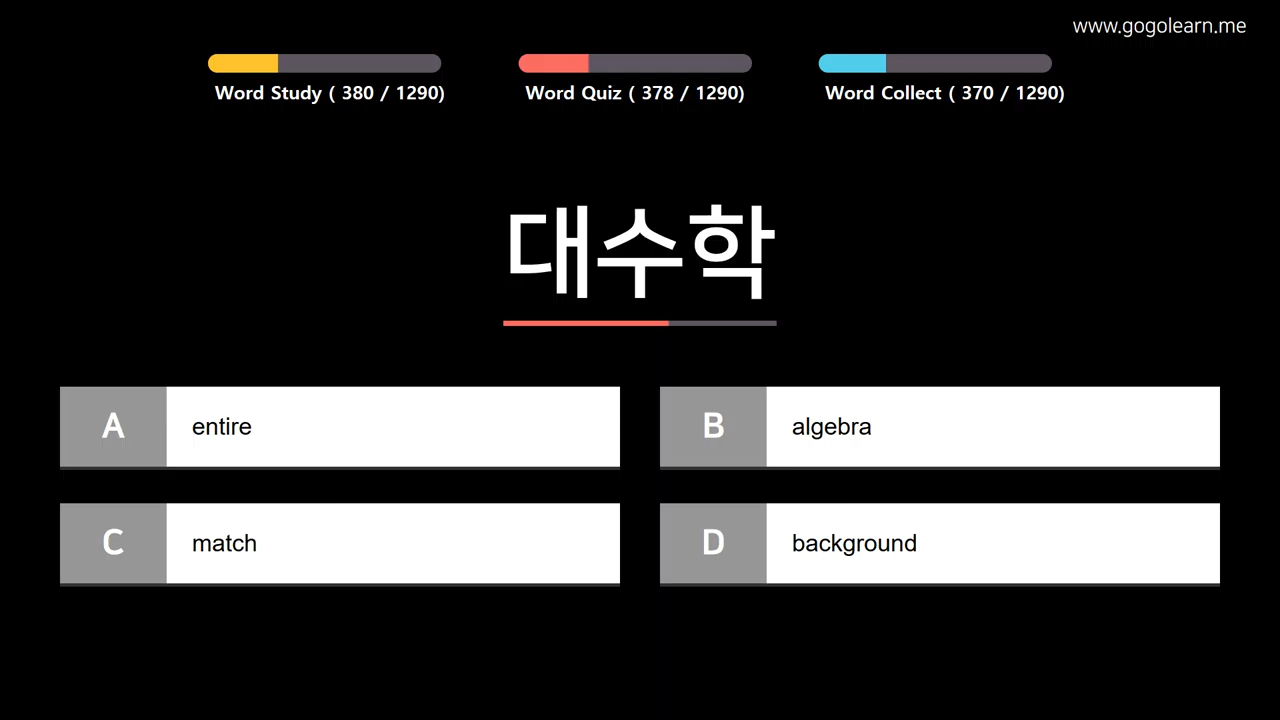 www.gogolearn.me
Word Study ( 380 / 1290)
Word Quiz ( 378 / 1290)
Word Collect ( 370 / 1290)
대수학
A entire
B algebra
C match
D background